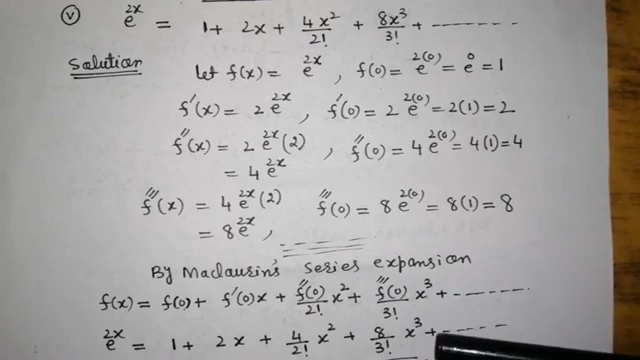 (v) e^{2x} = 1 + 2x + 4x²/2! + 8x³/3! + -------
Solution let f(x) = e^{2x}, f(0) = e^{2(0)} = e^0 = 1
f'(x) = 2e^{2x}, f'(0) = 2e^{2(0)} = 2(1) = 2
f''(x) = 2e^{2x}(2), f''(0) = 4e^{2(0)} = 4(1) = 4
= 4e^{2x}
f'''(x) = 4e^{2x}(2) f'''(0) = 8e^{2(0)} = 8(1) = 8
= 8e^{2x},
By Maclaurin's series expansion
f(x) = f(0) + f'(0)x + f''(0)/2! x² + f'''(0)/3! x³ + -------
e^{2x} = 1 + 2x + 4/2! x² + 8/3! x³ + -------